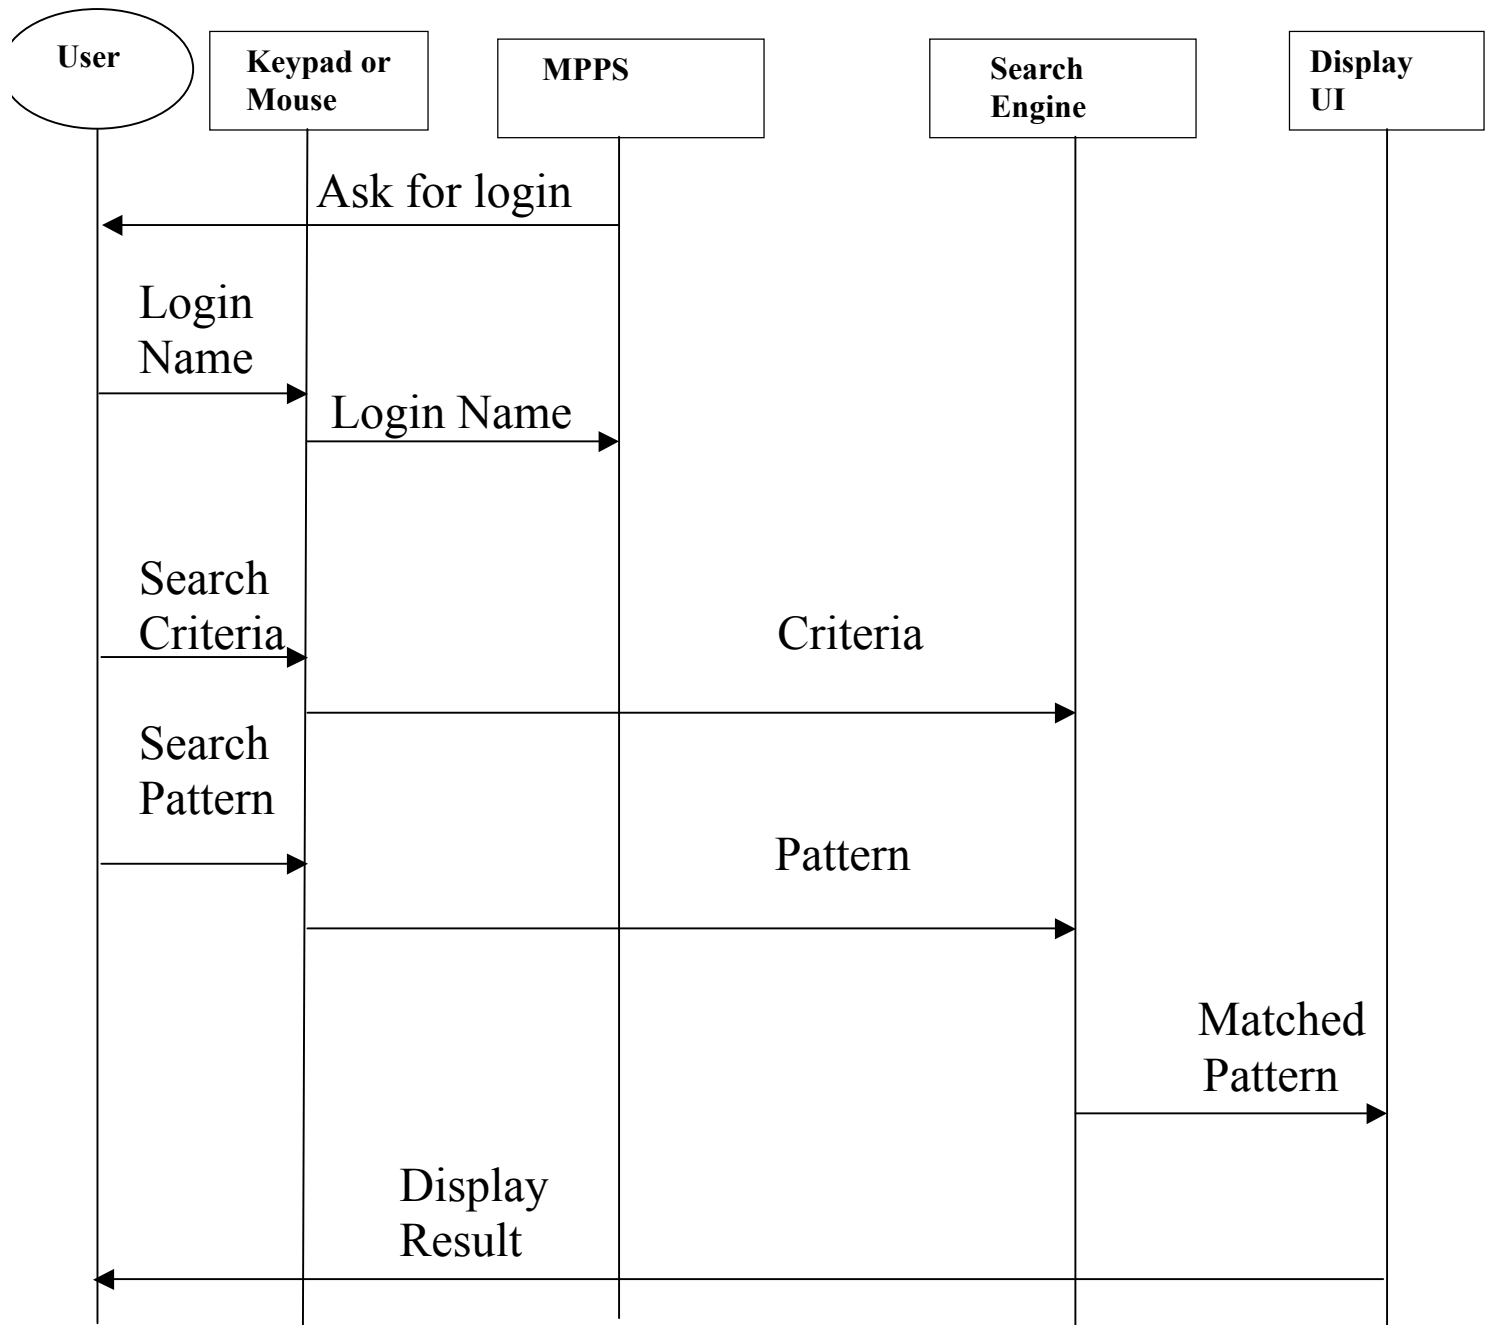 User
Keypad or
Mouse
MPPS
Search
Engine
Display
UI
Ask for login
Login
Name
Login Name
Search
Criteria
Criteria
Search
Pattern
Pattern
Matched
Pattern
Display
Result